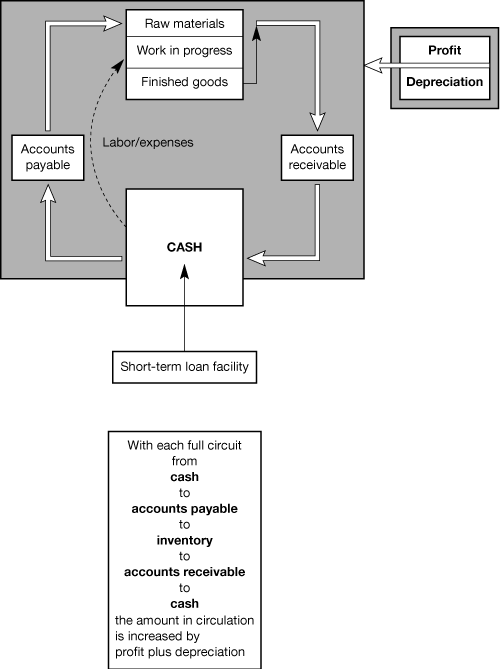 Raw materials
Work in progress
Finished goods
Profit
Depreciation
Accounts
payable
Labor/expenses
Accounts
receivable
CASH
Short-term loan facility
With each full circuit
from
cash
to
accounts payable
to
inventory
to
accounts receivable
to
cash
the amount in circulation
is increased by
profit plus depreciation